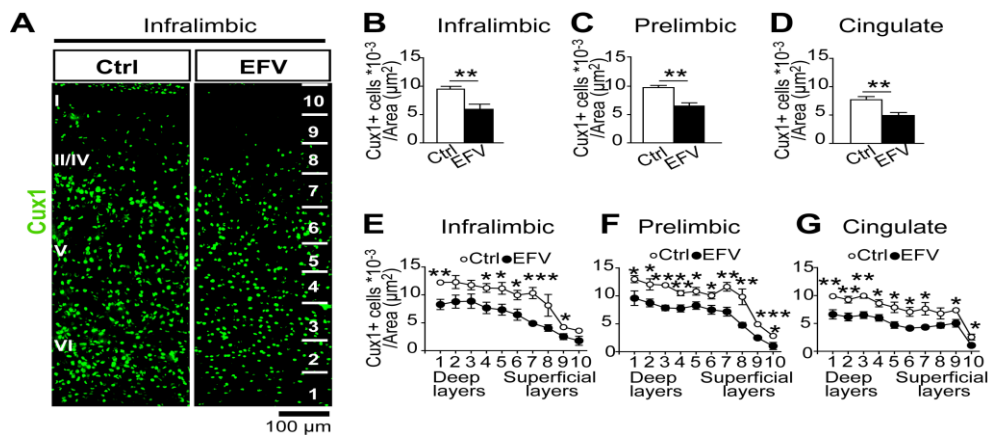 A
Infralimbic
Ctrl
EFV
Cux1
I
II/IV
V
VI
10
9
8
7
6
5
4
3
2
1
100 µm
B
Infralimbic
Cux1+ cells *10-3
/Area (µm2)
15
10
5
0
**
Ctrl
EFV
C
Prelimbic
Cux1+ cells *10-3
/Area (µm2)
15
10
5
0
**
Ctrl
EFV
D
Cingulate
Cux1+ cells *10-3
/Area (µm2)
15
10
5
0
**
Ctrl
EFV
E
Infralimbic
Ctrl EFV
Cux1+ cells *10-3
/Area (µm2)
15
10
5
0
** * * * *** *
1 2 3 4 5 6 7 8 9 10
Deep layers
Superficial layers
F
Prelimbic
Ctrl EFV
15
10
5
0
* * *** ** * * ** ** *** *
1 2 3 4 5 6 7 8 9 10
Deep layers
Superficial layers
G
Cingulate
Ctrl EFV
15
10
5
0
** ** ** * * * * * *
1 2 3 4 5 6 7 8 9 10
Deep layers
Superficial layers